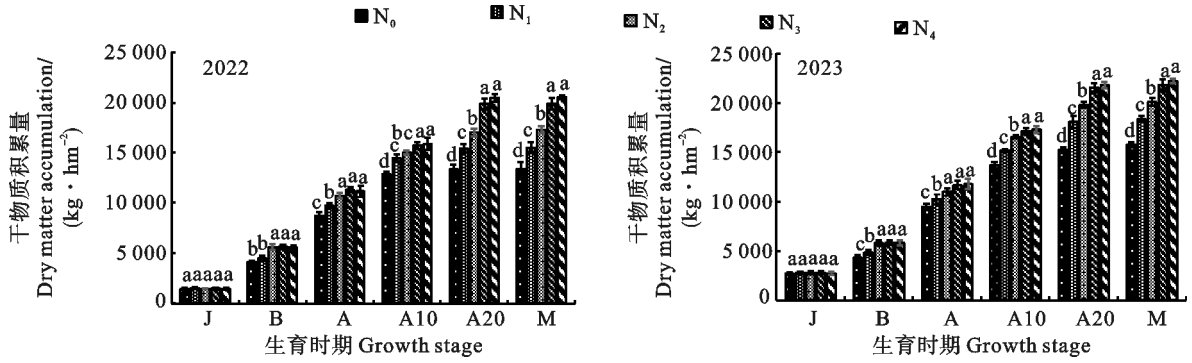 N₀ N₁ N₂ N₃ N₄
干物质积累量
Dry matter accumulation/
(kg·hm⁻²)
2022
25 000
20 000
15 000
10 000
5 000
0
a a a a a
b b a a a
c b a a a
d c b c a a
d c b a a
d c b a a
J B A A10 A20 M
生育时期 Growth stage
干物质积累量
Dry matter accumulation/
(kg·hm⁻²)
2023
25 000
20 000
15 000
10 000
5 000
0
a a a a a
c b a a a
c b a a a
d c b a a
d c b a a
d c b a a
J B A A10 A20 M
生育时期 Growth stage